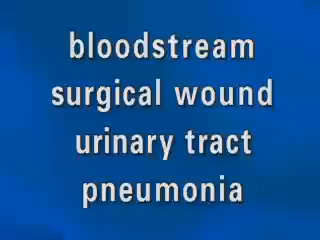 bloodstream
surgical wound
urinary tract
pneumonia